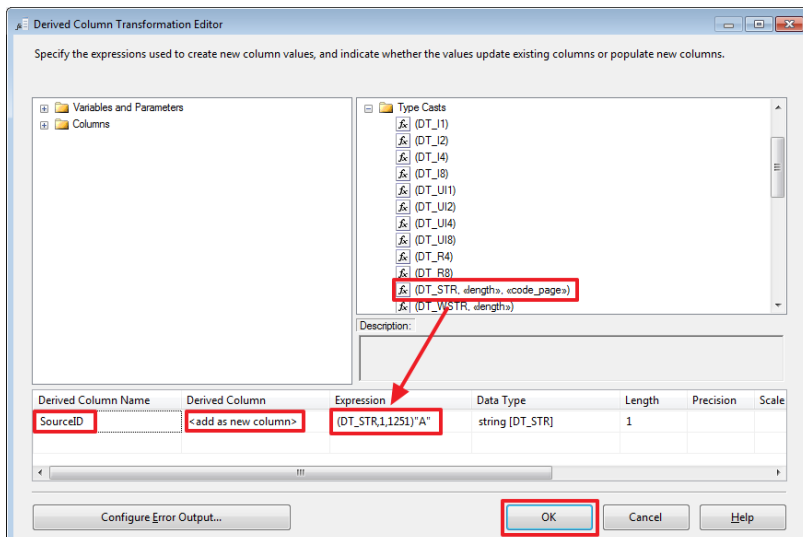 Derived Column Transformation Editor
Specify the expressions used to create new column values, and indicate whether the values update existing columns or populate new columns.
Variables and Parameters
Columns
Type Casts
(DT_I1)
(DT_I2)
(DT_I4)
(DT_I8)
(DT_UI1)
(DT_UI2)
(DT_UI4)
(DT_UI8)
(DT_R4)
(DT_R8)
(DT_STR, «length», «code_page»)
(DT_WSTR, «length»)
Description:
Derived Column Name Derived Column Expression Data Type Length Precision Scale
SourceID <add as new column> (DT_STR,1,1251)"A" string [DT_STR] 1
Configure Error Output... OK Cancel Help